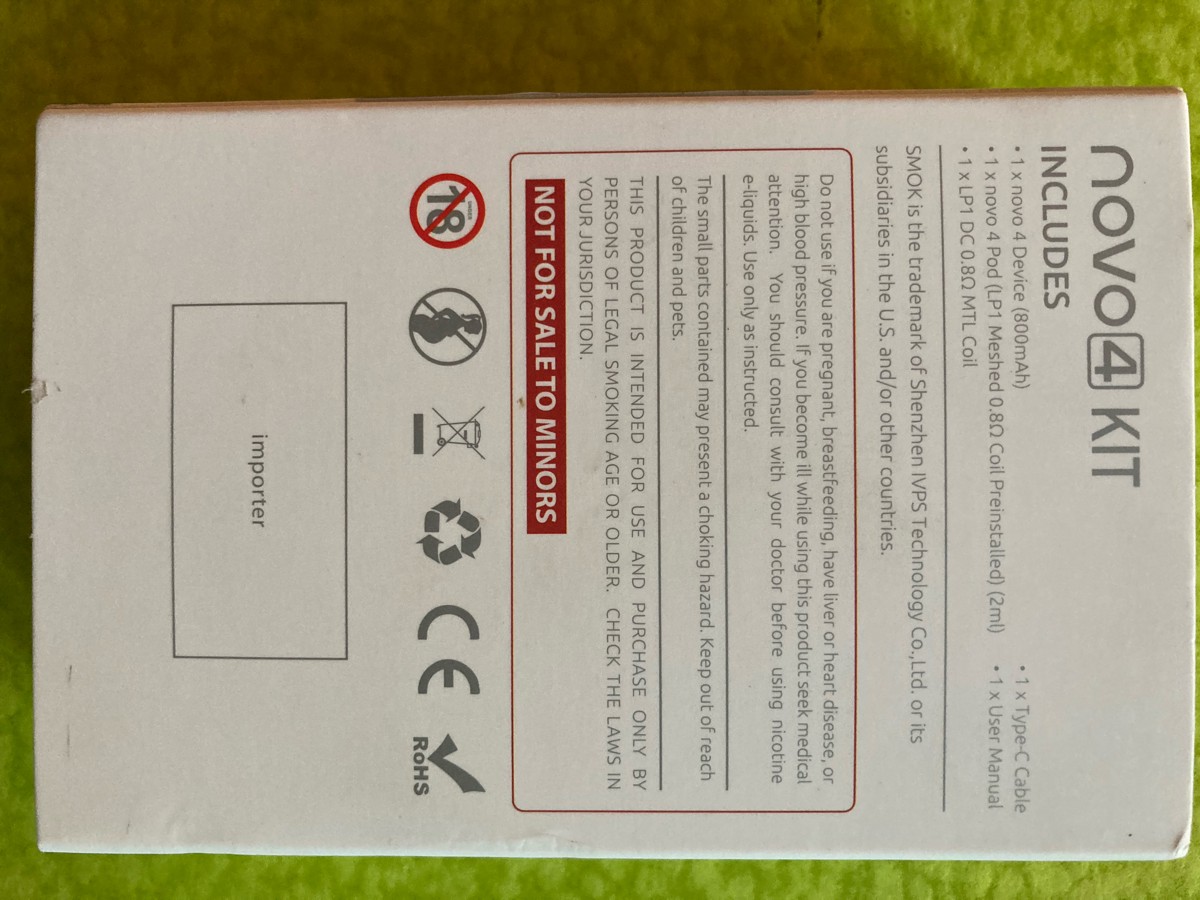 novo 4 KIT
INCLUDES
• 1 x novo 4 Device (800mAh)
• 1 x novo 4 Pod (LP1 Meshed 0.8Ω Coil Preinstalled) (2ml)
• 1 x LP1 DC 0.8Ω MTL Coil
• 1 x Type-C Cable
• 1 x User Manual
SMOK is the trademark of Shenzhen IVPS Technology Co.,Ltd. or its
subsidiaries in the U.S. and/or other countries.
Do not use if you are pregnant, breastfeeding, have liver or heart disease, or
high blood pressure. If you become ill while using this product seek medical
attention. You should consult with your doctor before using nicotine
e-liquids. Use only as instructed.
The small parts contained may present a choking hazard. Keep out of reach
of children and pets.
THIS PRODUCT IS INTENDED FOR USE AND PURCHASE ONLY BY
PERSONS OF LEGAL SMOKING AGE OR OLDER. CHECK THE LAWS IN
YOUR JURISDICTION.
NOT FOR SALE TO MINORS
UNDER
18
CE
RoHS
importer